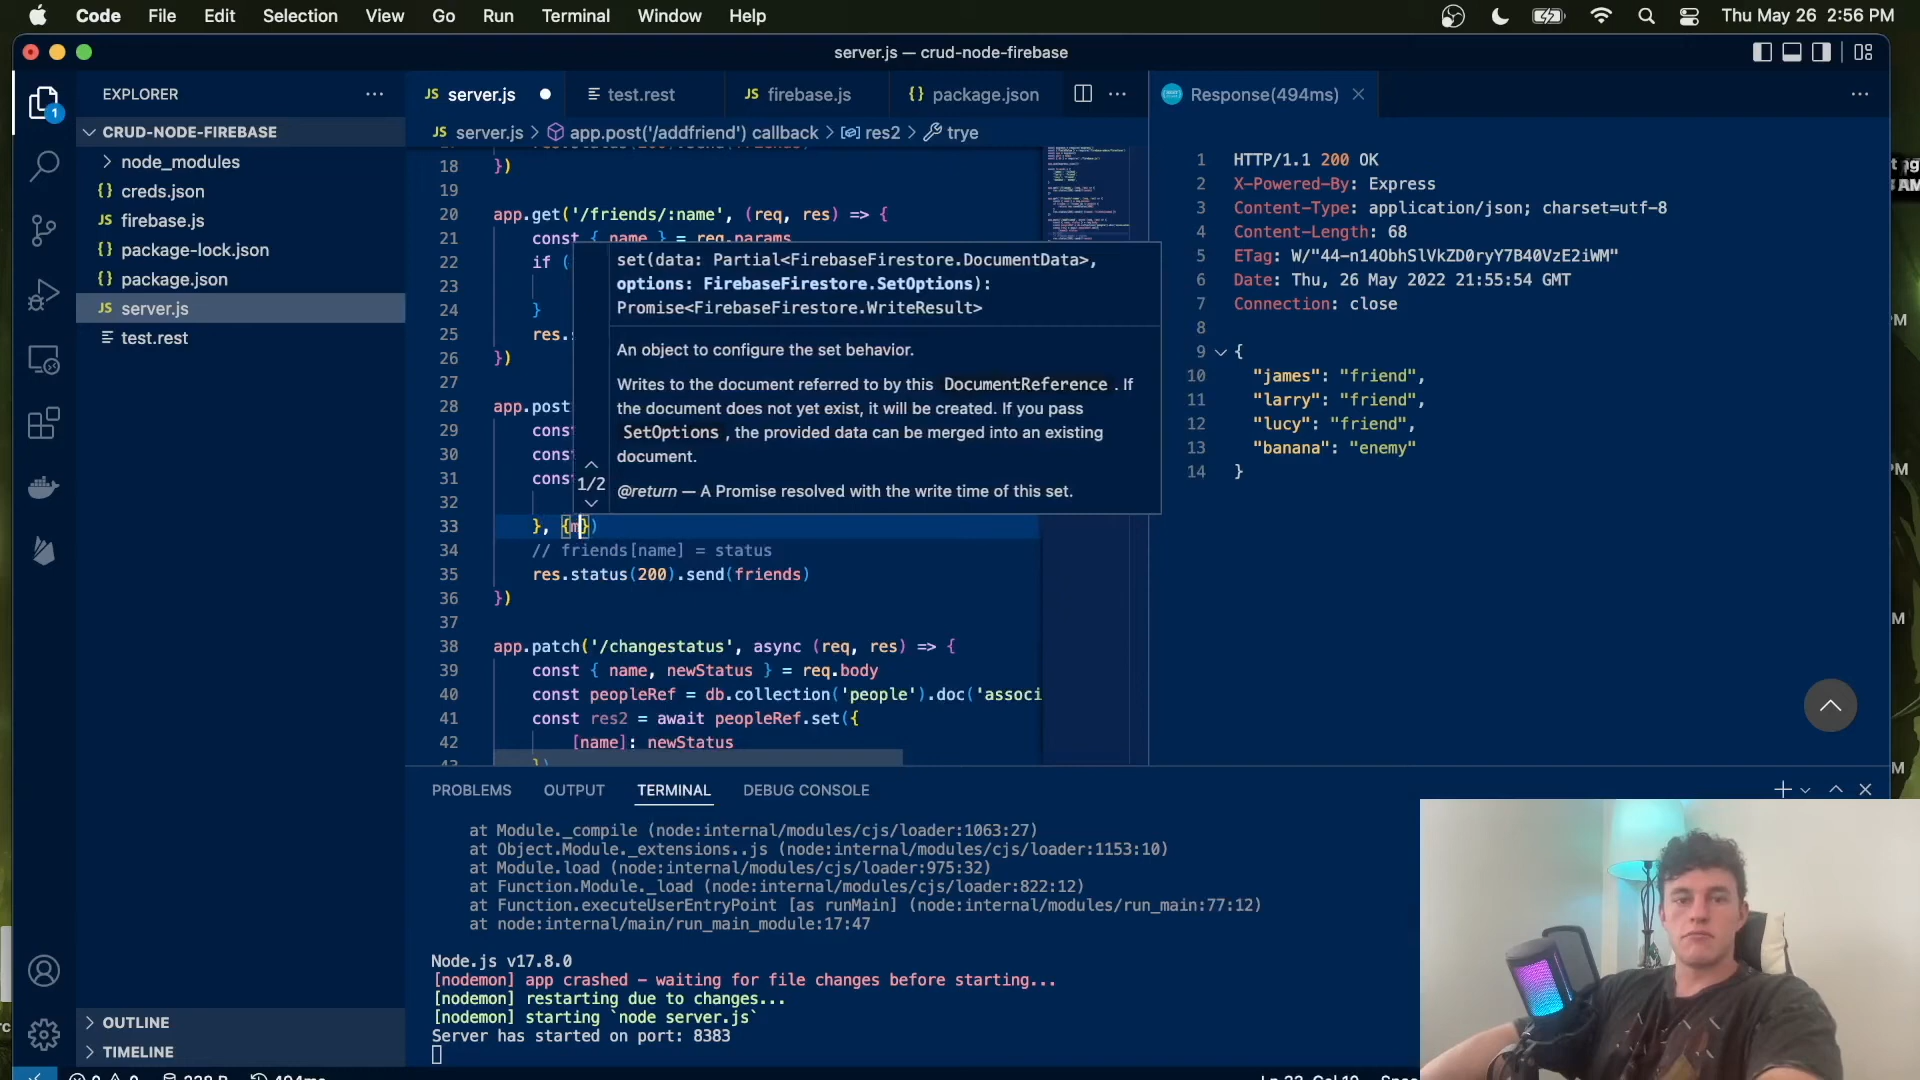 Code File Edit Selection View Go Run Terminal Window Help Thu May 26 2:56 PM
server.js — crud-node-firebase
EXPLORER
CRUD-NODE-FIREBASE
node_modules
creds.json
JS firebase.js
package-lock.json
package.json
JS server.js
test.rest
OUTLINE
TIMELINE
1
JS server.js test.rest JS firebase.js {} package.json
JS server.js > app.post('/addfriend') callback > res2 > trye
18 })
19
20 app.get('/friends/:name', (req, res) => {
21 const { name } = req.params
22 if (
23
24 }
25 res.
26 })
27
28 app.post
29 cons
30 cons
31 cons
32
33 }, {m})
34 // friends[name] = status
35 res.status(200).send(friends)
36 })
37
38 app.patch('/changestatus', async (req, res) => {
39 const { name, newStatus } = req.body
40 const peopleRef = db.collection('people').doc('associ
41 const res2 = await peopleRef.set({
42 [name]: newStatus
43 })
1/2
set(data: Partial<FirebaseFirestore.DocumentData>,
options: FirebaseFirestore.SetOptions):
Promise<FirebaseFirestore.WriteResult>
An object to configure the set behavior.
Writes to the document referred to by this DocumentReference . If
the document does not yet exist, it will be created. If you pass
SetOptions , the provided data can be merged into an existing
document.
@return — A Promise resolved with the write time of this set.
Response(494ms)
1 HTTP/1.1 200 OK
2 X-Powered-By: Express
3 Content-Type: application/json; charset=utf-8
4 Content-Length: 68
5 ETag: W/"44-n14ObhSlVkZD0ryY7B40VzE2iWM"
6 Date: Thu, 26 May 2022 21:55:54 GMT
7 Connection: close
8
9 {
10 "james": "friend",
11 "larry": "friend",
12 "lucy": "friend",
13 "banana": "enemy"
14 }
PROBLEMS OUTPUT TERMINAL DEBUG CONSOLE
at Module._compile (node:internal/modules/cjs/loader:1063:27)
at Object.Module._extensions..js (node:internal/modules/cjs/loader:1153:10)
at Module.load (node:internal/modules/cjs/loader:975:32)
at Function.Module._load (node:internal/modules/cjs/loader:822:12)
at Function.executeUserEntryPoint [as runMain] (node:internal/modules/run_main:77:12)
at node:internal/main/run_main_module:17:47
Node.js v17.8.0
[nodemon] app crashed – waiting for file changes before starting...
[nodemon] restarting due to changes...
[nodemon] starting `node server.js`
Server has started on port: 8383